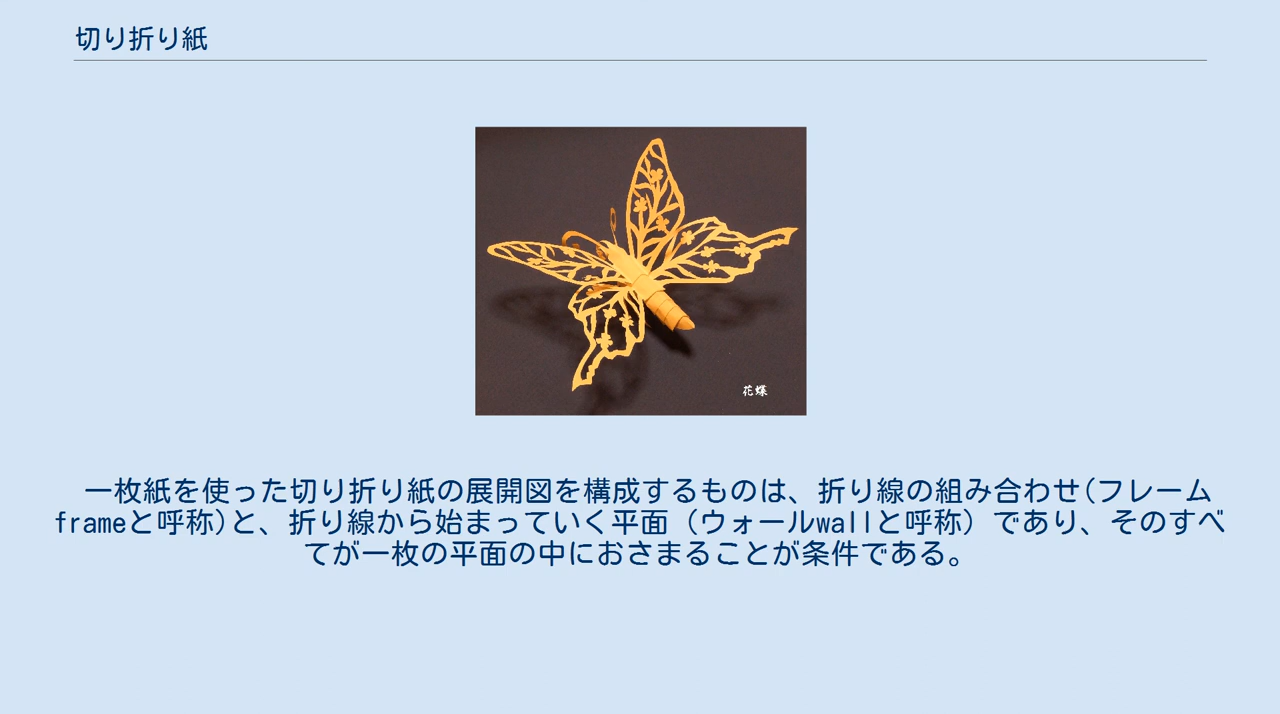 切り折り紙
花蝶
一枚紙を使った切り折り紙の展開図を構成するものは、折り線の組み合わせ(フレーム
frameと呼称)と、折り線から始まっていく平面（ウォールwallと呼称）であり、そのすべ
てが一枚の平面の中におさまることが条件である。